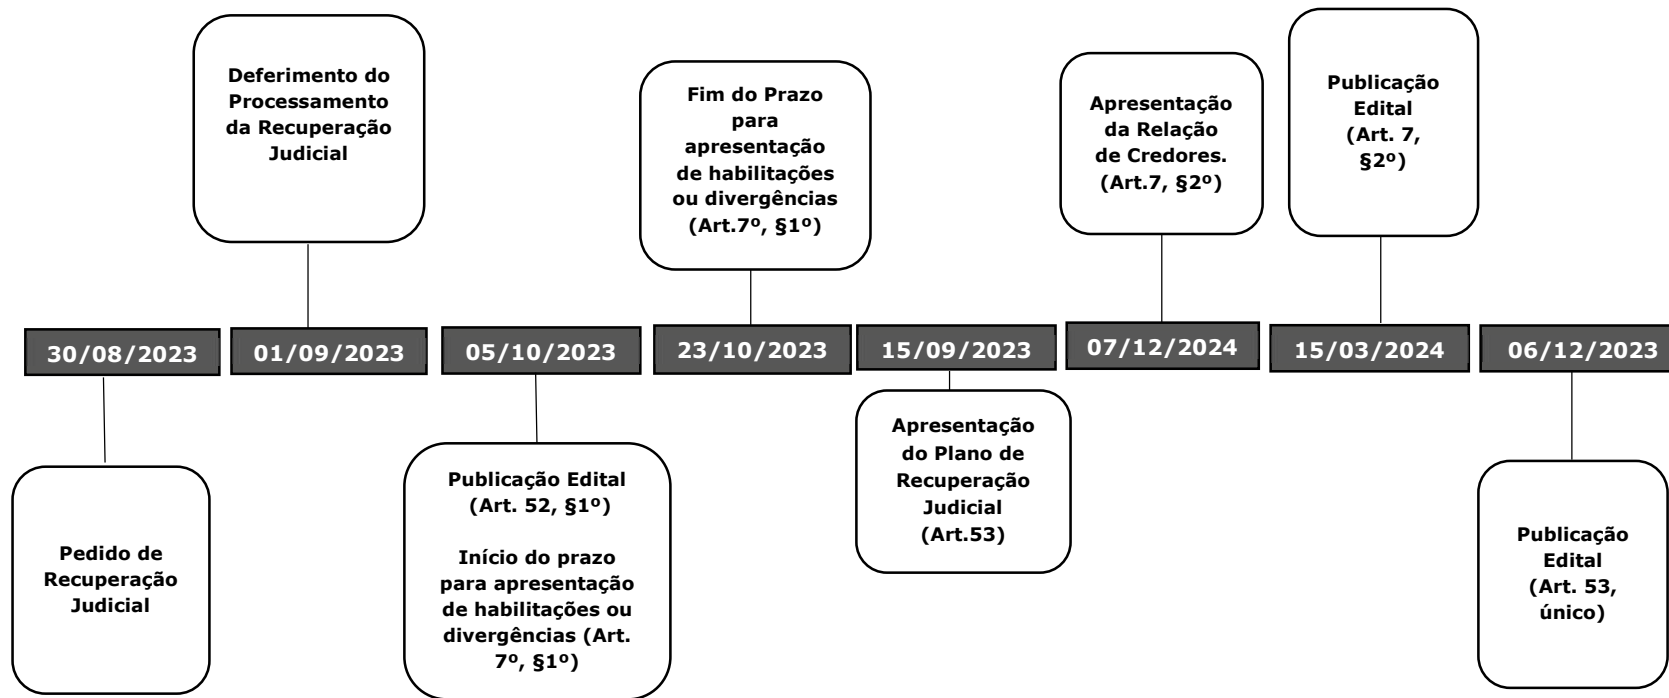 Deferimento do
Processamento
da Recuperação
Judicial
Fim do Prazo
para
apresentação
de habilitações
ou divergências
(Art.7º, §1º)
Apresentação
da Relação
de Credores.
(Art.7, §2º)
Publicação
Edital
(Art. 7,
§2º)
30/08/2023
01/09/2023
05/10/2023
23/10/2023
15/09/2023
07/12/2024
15/03/2024
06/12/2023
Pedido de
Recuperação
Judicial
Publicação Edital
(Art. 52, §1º)
Início do prazo
para apresentação
de habilitações ou
divergências (Art.
7º, §1º)
Apresentação
do Plano de
Recuperação
Judicial
(Art.53)
Publicação
Edital
(Art. 53,
único)